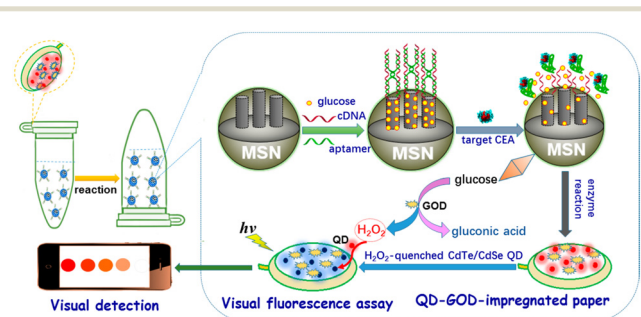 glucose
cDNA
aptamer
MSN
MSN
target CEA
MSN
reaction
glucose
GOD
enzyme
reaction
H₂O₂
gluconic acid
hν
QD
H₂O₂-quenched CdTe/CdSe QD
Visual detection
Visual fluorescence assay
QD-GOD-impregnated paper